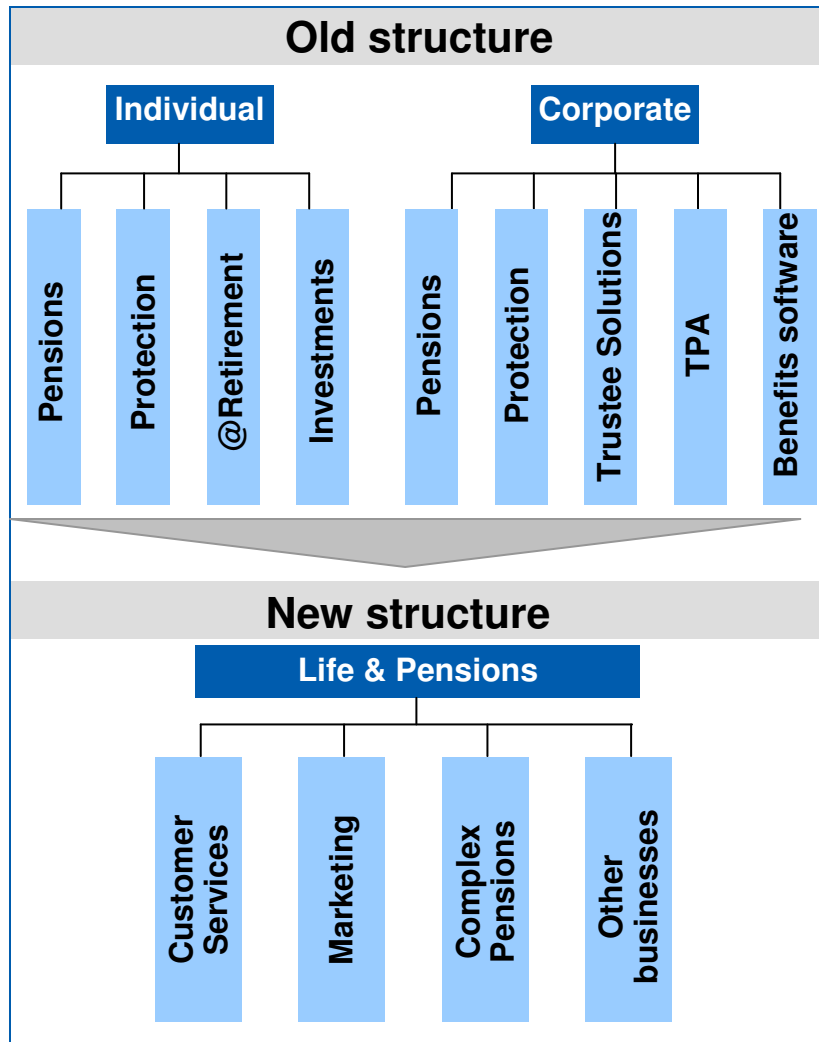 Old structure
Individual
Corporate
Pensions
Protection
@Retirement
Investments
Pensions
Protection
Trustee Solutions
TPA
Benefits software
New structure
Life & Pensions
Customer
Services
Marketing
Complex
Pensions
Other
businesses